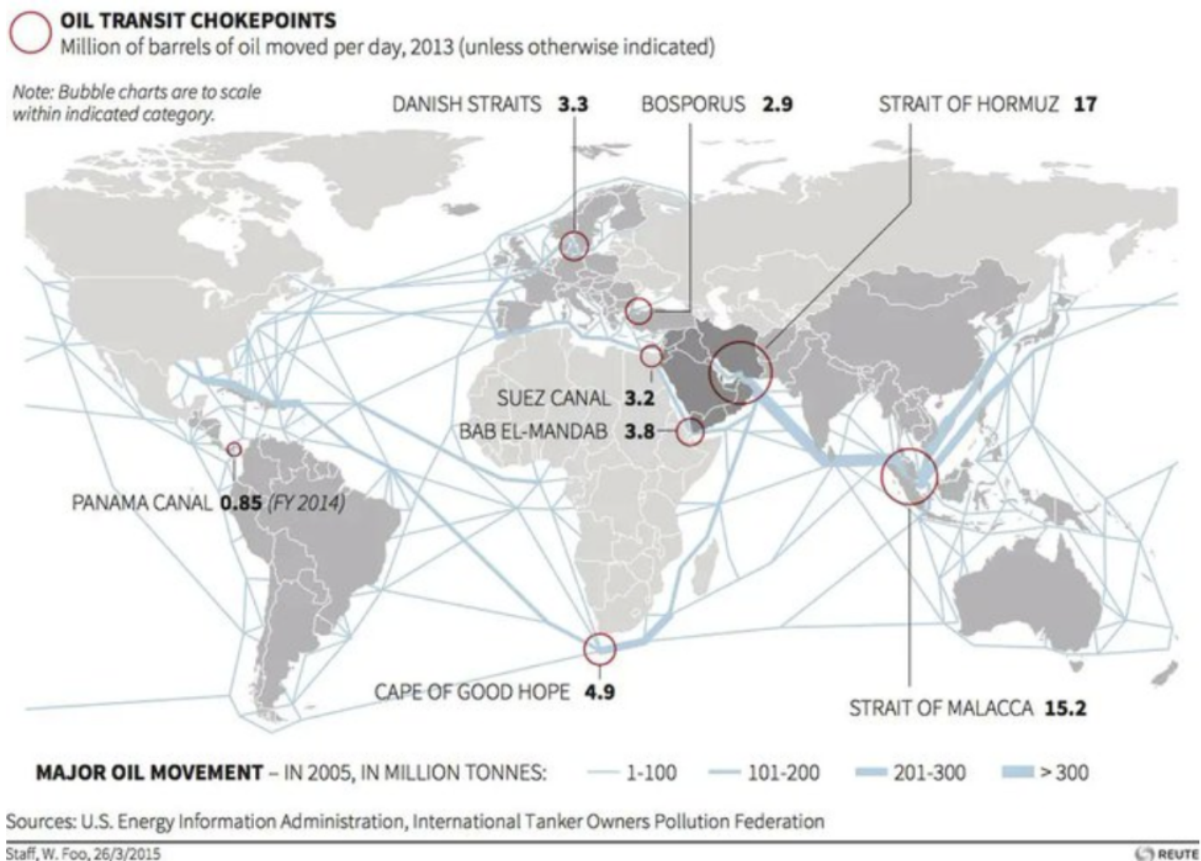 OIL TRANSIT CHOKEPOINTS
Million of barrels of oil moved per day, 2013 (unless otherwise indicated)
Note: Bubble charts are to scale
within indicated category.
DANISH STRAITS 3.3
BOSPORUS 2.9
STRAIT OF HORMUZ 17
SUEZ CANAL 3.2
BAB EL-MANDAB 3.8
PANAMA CANAL 0.85 (FY 2014)
CAPE OF GOOD HOPE 4.9
STRAIT OF MALACCA 15.2
MAJOR OIL MOVEMENT – IN 2005, IN MILLION TONNES: 1-100 101-200 201-300 > 300
Sources: U.S. Energy Information Administration, International Tanker Owners Pollution Federation
Staff, W. Foo, 26/3/2015
REUTE